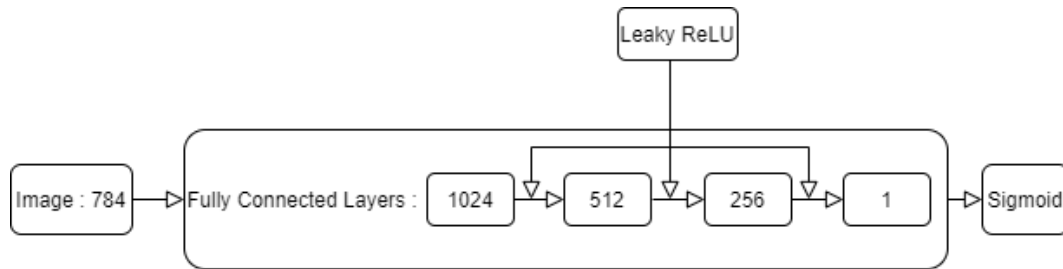 Leaky ReLU
Image : 784
Fully Connected Layers :
1024
512
256
1
Sigmoid